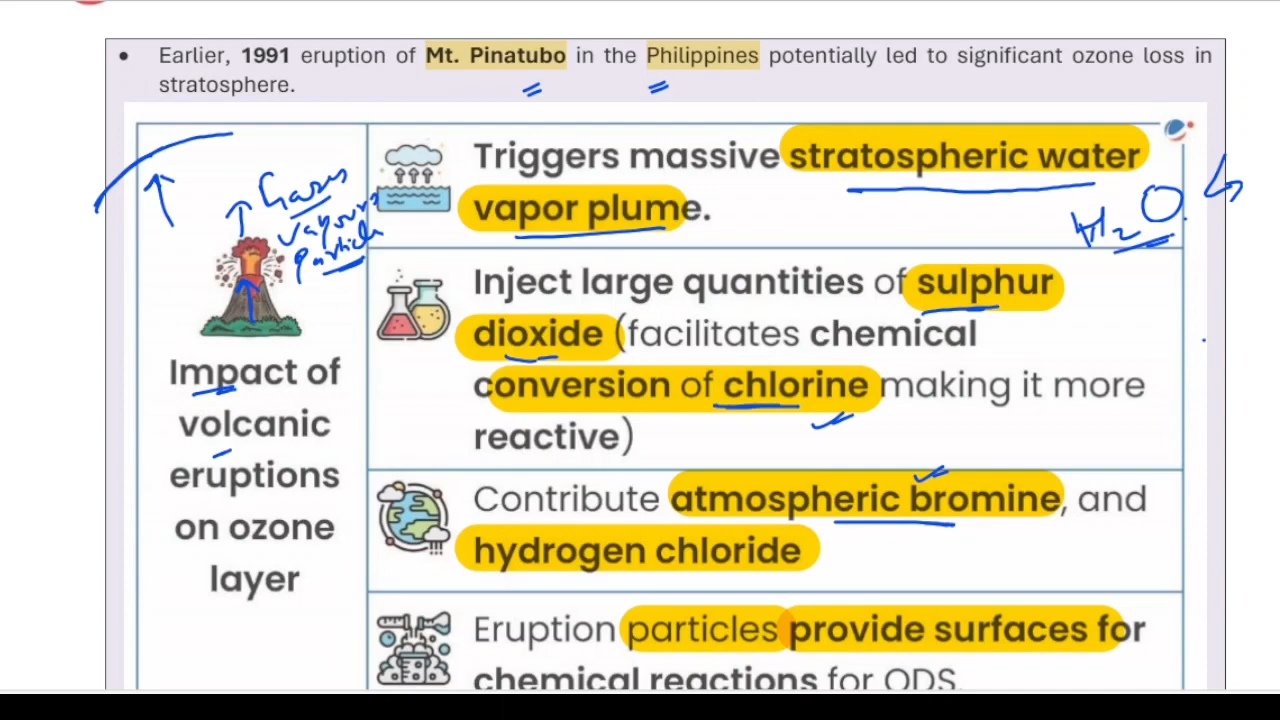 • Earlier, 1991 eruption of Mt. Pinatubo in the Philippines potentially led to significant ozone loss in
stratosphere.
Gases
vapours
particle
Impact of
volcanic
eruptions
on ozone
layer
Triggers massive stratospheric water
vapor plume.
H2O
Inject large quantities of sulphur
dioxide (facilitates chemical
conversion of chlorine making it more
reactive)
Contribute atmospheric bromine, and
hydrogen chloride
Eruption particles provide surfaces for
chemical reactions for ODS.